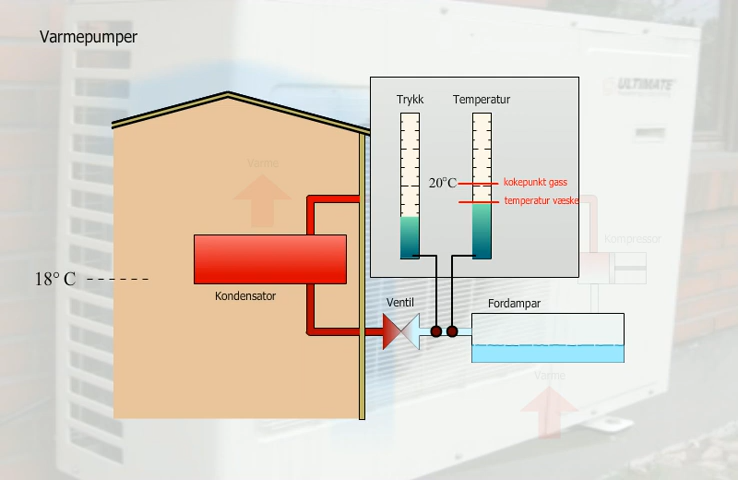 Varmepumper
ULTIMATE
Trykk
Temperatur
Varme
20°C
kokepunkt gass
temperatur væske
Kompressor
18° C
Kondensator
Ventil
Fordampar
Varme